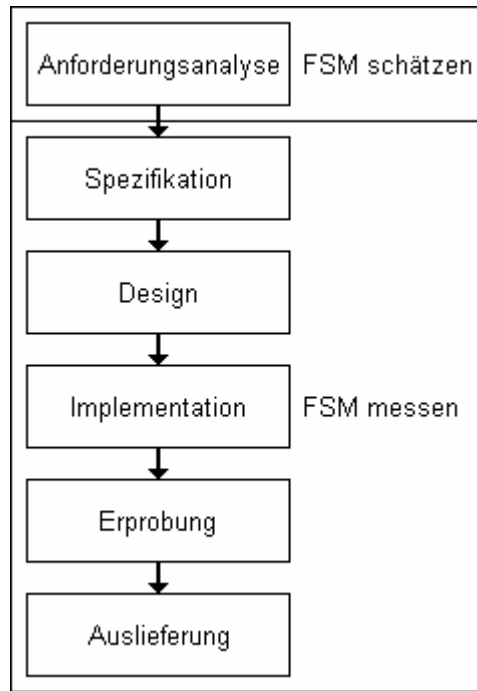 Anforderungsanalyse FSM schätzen
Spezifikation
Design
Implementation FSM messen
Erprobung
Auslieferung